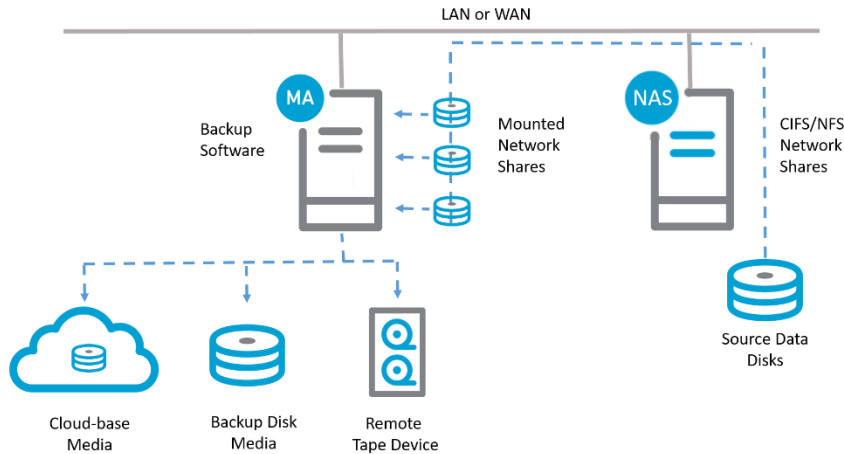 LAN or WAN
MA
NAS
Backup
Software
Mounted
Network
Shares
CIFS/NFS
Network
Shares
Source Data
Disks
Cloud-base
Media
Backup Disk
Media
Remote
Tape Device